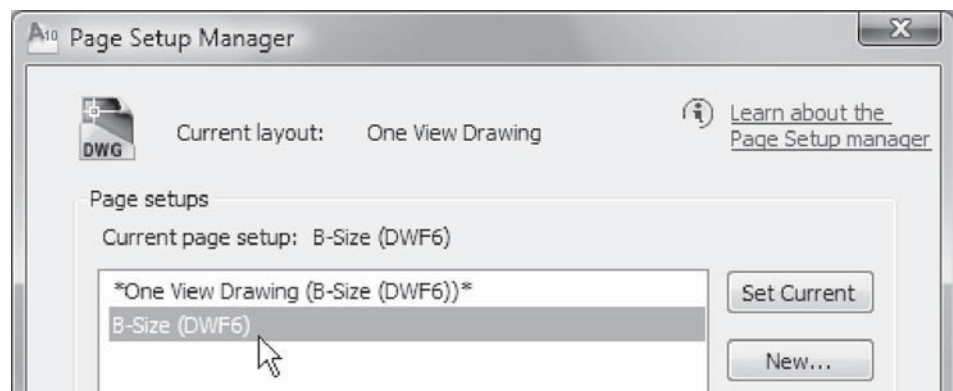 A10 Page Setup Manager
X
DWG
Current layout: One View Drawing
Learn about the
Page Setup manager
Page setups
Current page setup: B-Size (DWF6)
*One View Drawing (B-Size (DWF6))*
Set Current
B-Size (DWF6)
New...